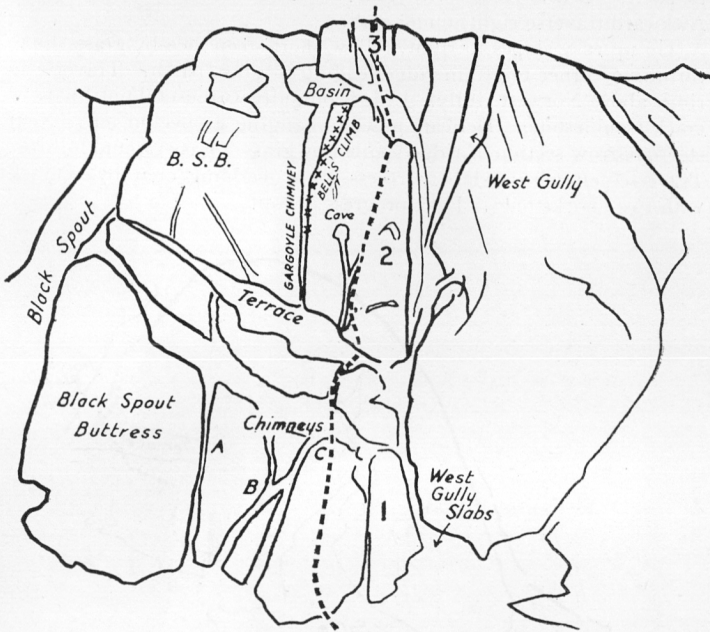 3
Basin
B. S. B.
GARGOYLE CHIMNEY
BELL'S CLIMB
West Gully
Cove
Black Spout
2
Terrace
Black Spout
Buttress
Chimneys
A
B
C
West
Gully
Slabs
1